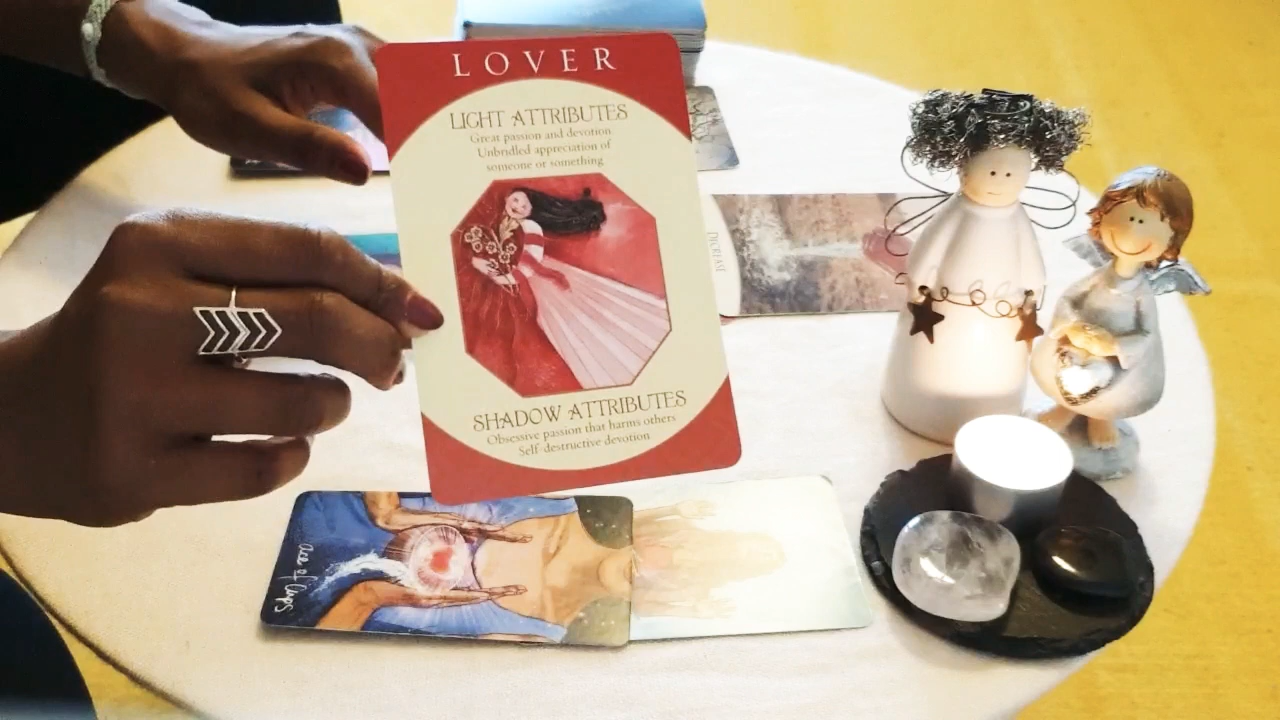 LOVER
LIGHT ATTRIBUTES
Great passion and devotion
Unbridled appreciation of
someone or something
SHADOW ATTRIBUTES
Obsessive passion that harms others
Self-destructive devotion
ace of cups